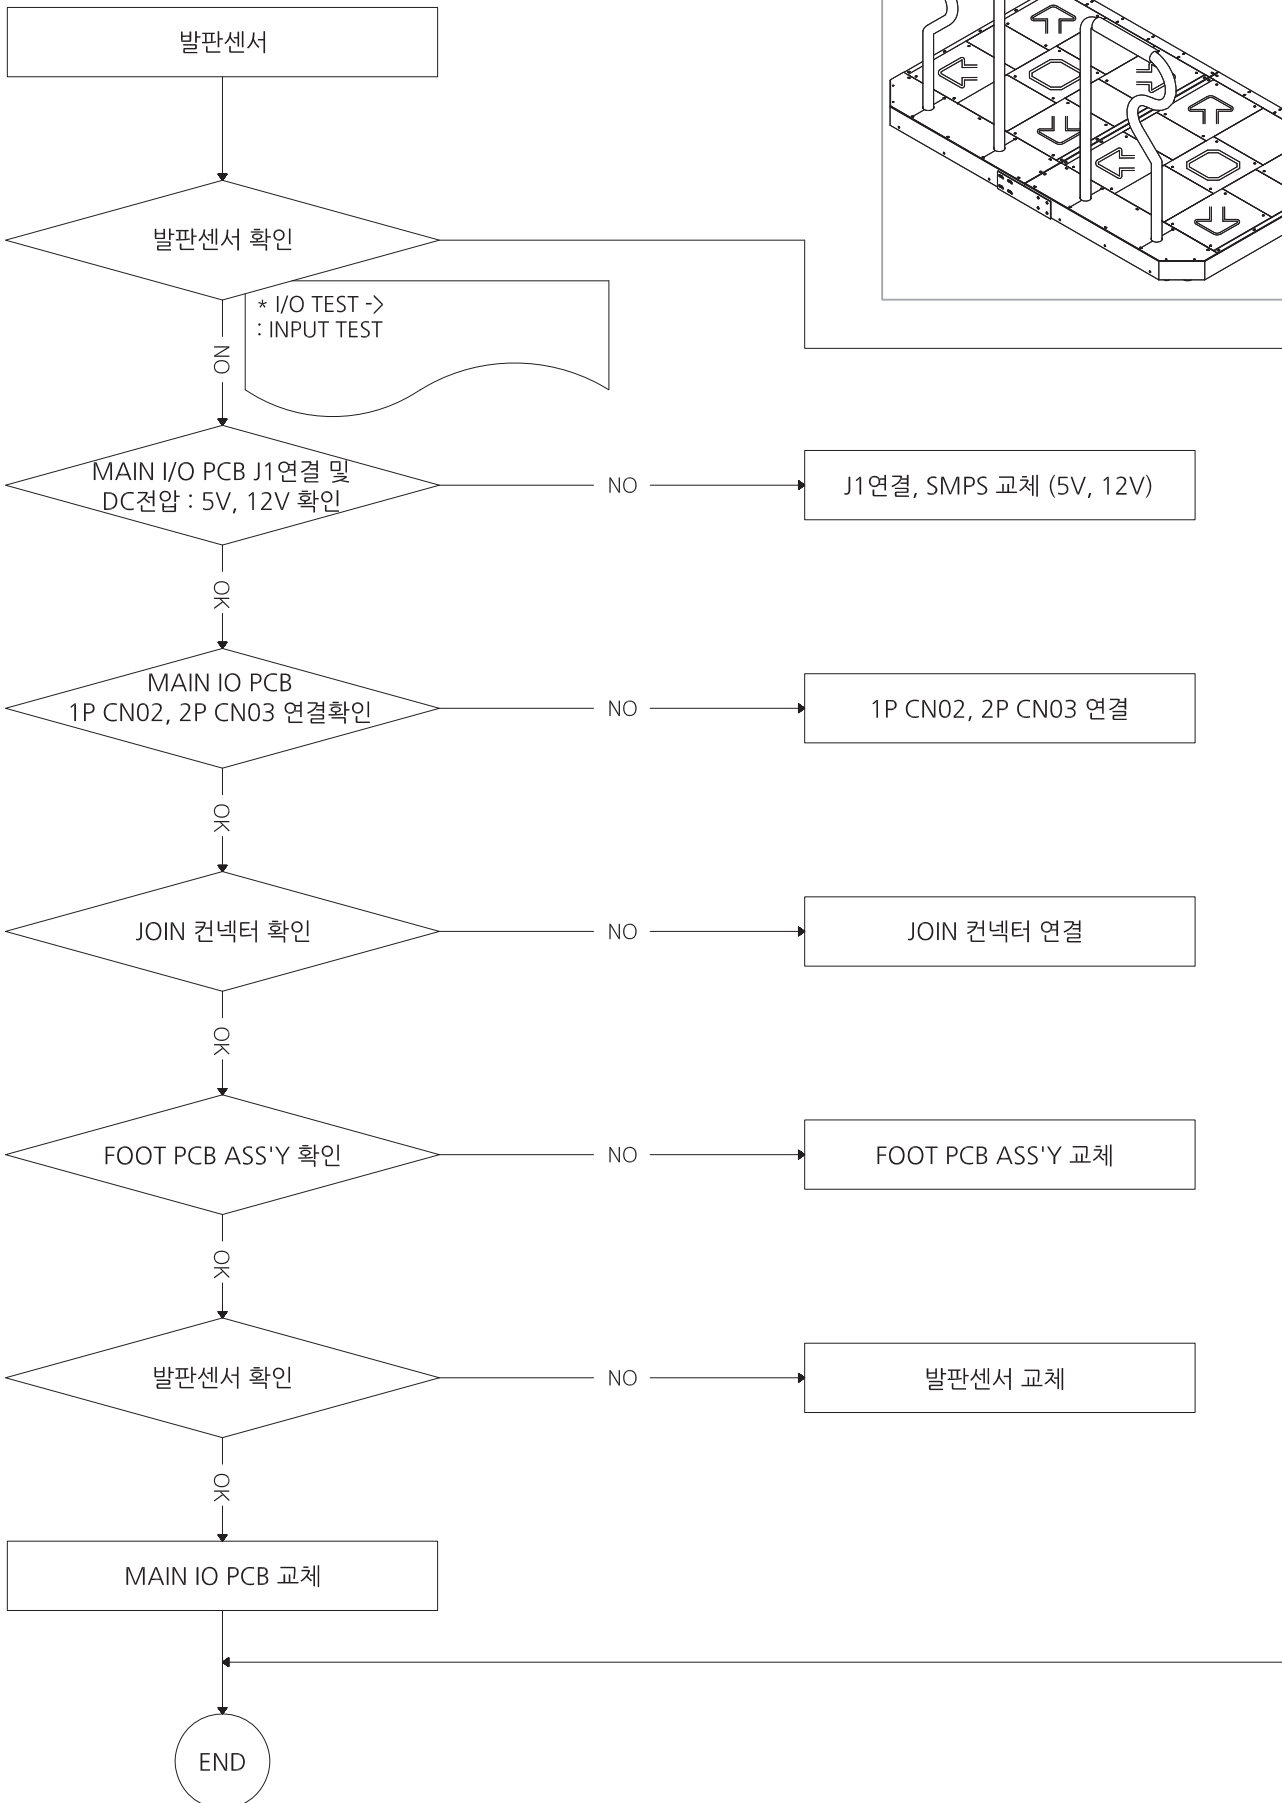 발판센서
발판센서 확인
* I/O TEST ->
: INPUT TEST
NO
MAIN I/O PCB J1연결 및
DC전압 : 5V, 12V 확인
NO
J1연결, SMPS 교체 (5V, 12V)
OK
MAIN IO PCB
1P CN02, 2P CN03 연결확인
NO
1P CN02, 2P CN03 연결
OK
JOIN 컨넥터 확인
NO
JOIN 컨넥터 연결
OK
FOOT PCB ASS'Y 확인
NO
FOOT PCB ASS'Y 교체
OK
발판센서 확인
NO
발판센서 교체
OK
MAIN IO PCB 교체
END